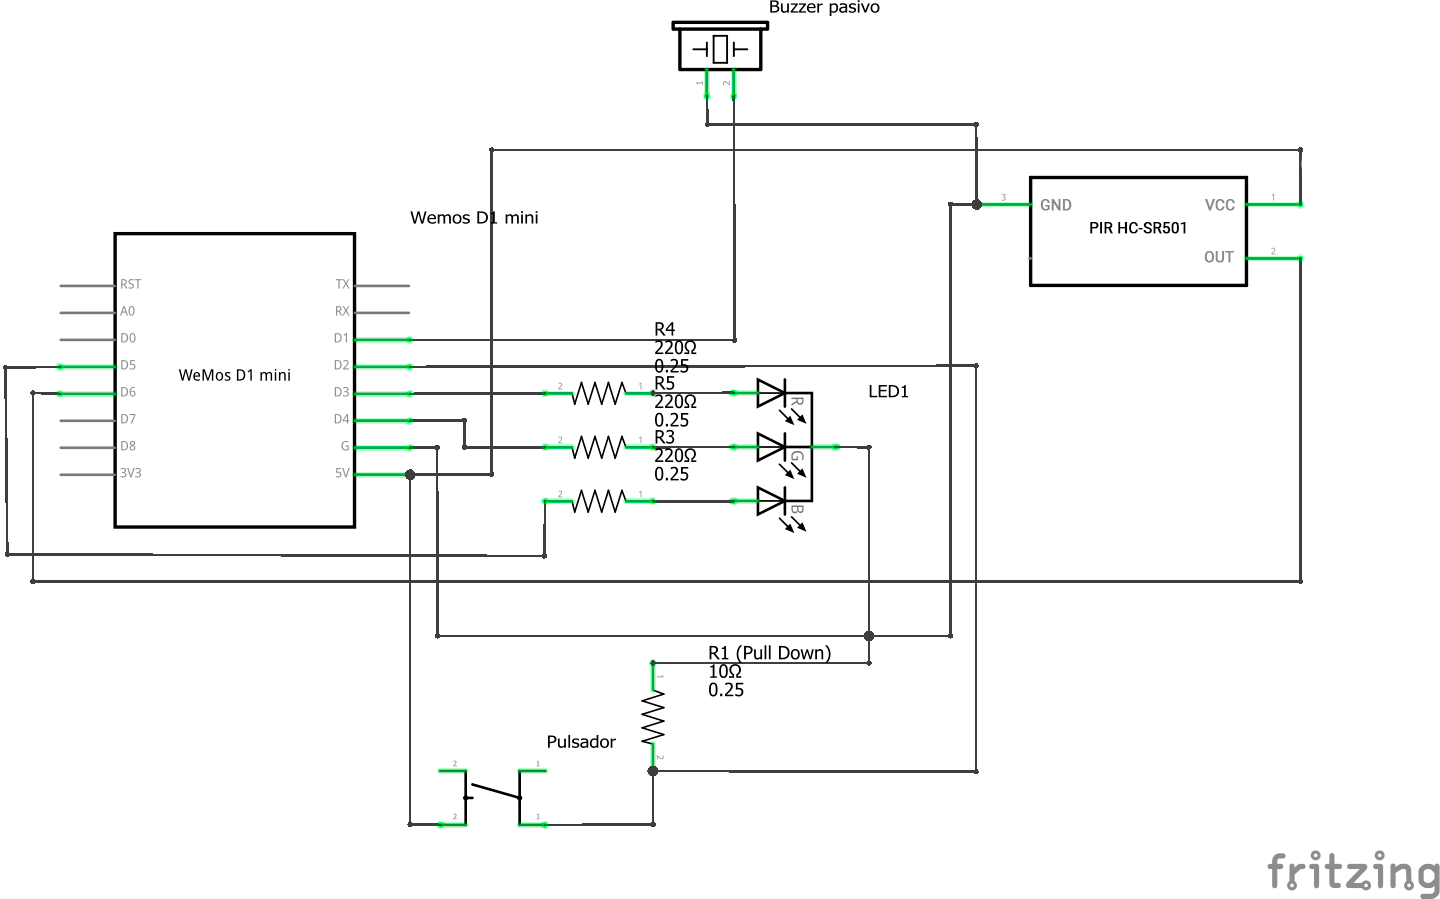 Buzzer pasivo
1
2
Wemos D1 mini
3
GND
VCC
1
PIR HC-SR501
OUT
2
RST
TX
A0
RX
D0
D1
D5
D2
WeMos D1 mini
D6
D3
D7
D4
D8
G
3V3
5V
R4
220Ω
0.25
2
1
R5
220Ω
0.25
2
1
R3
220Ω
0.25
2
1
LED1
R
G
B
R1 (Pull Down)
10Ω
0.25
1
2
Pulsador
2
1
2
1
fritzing